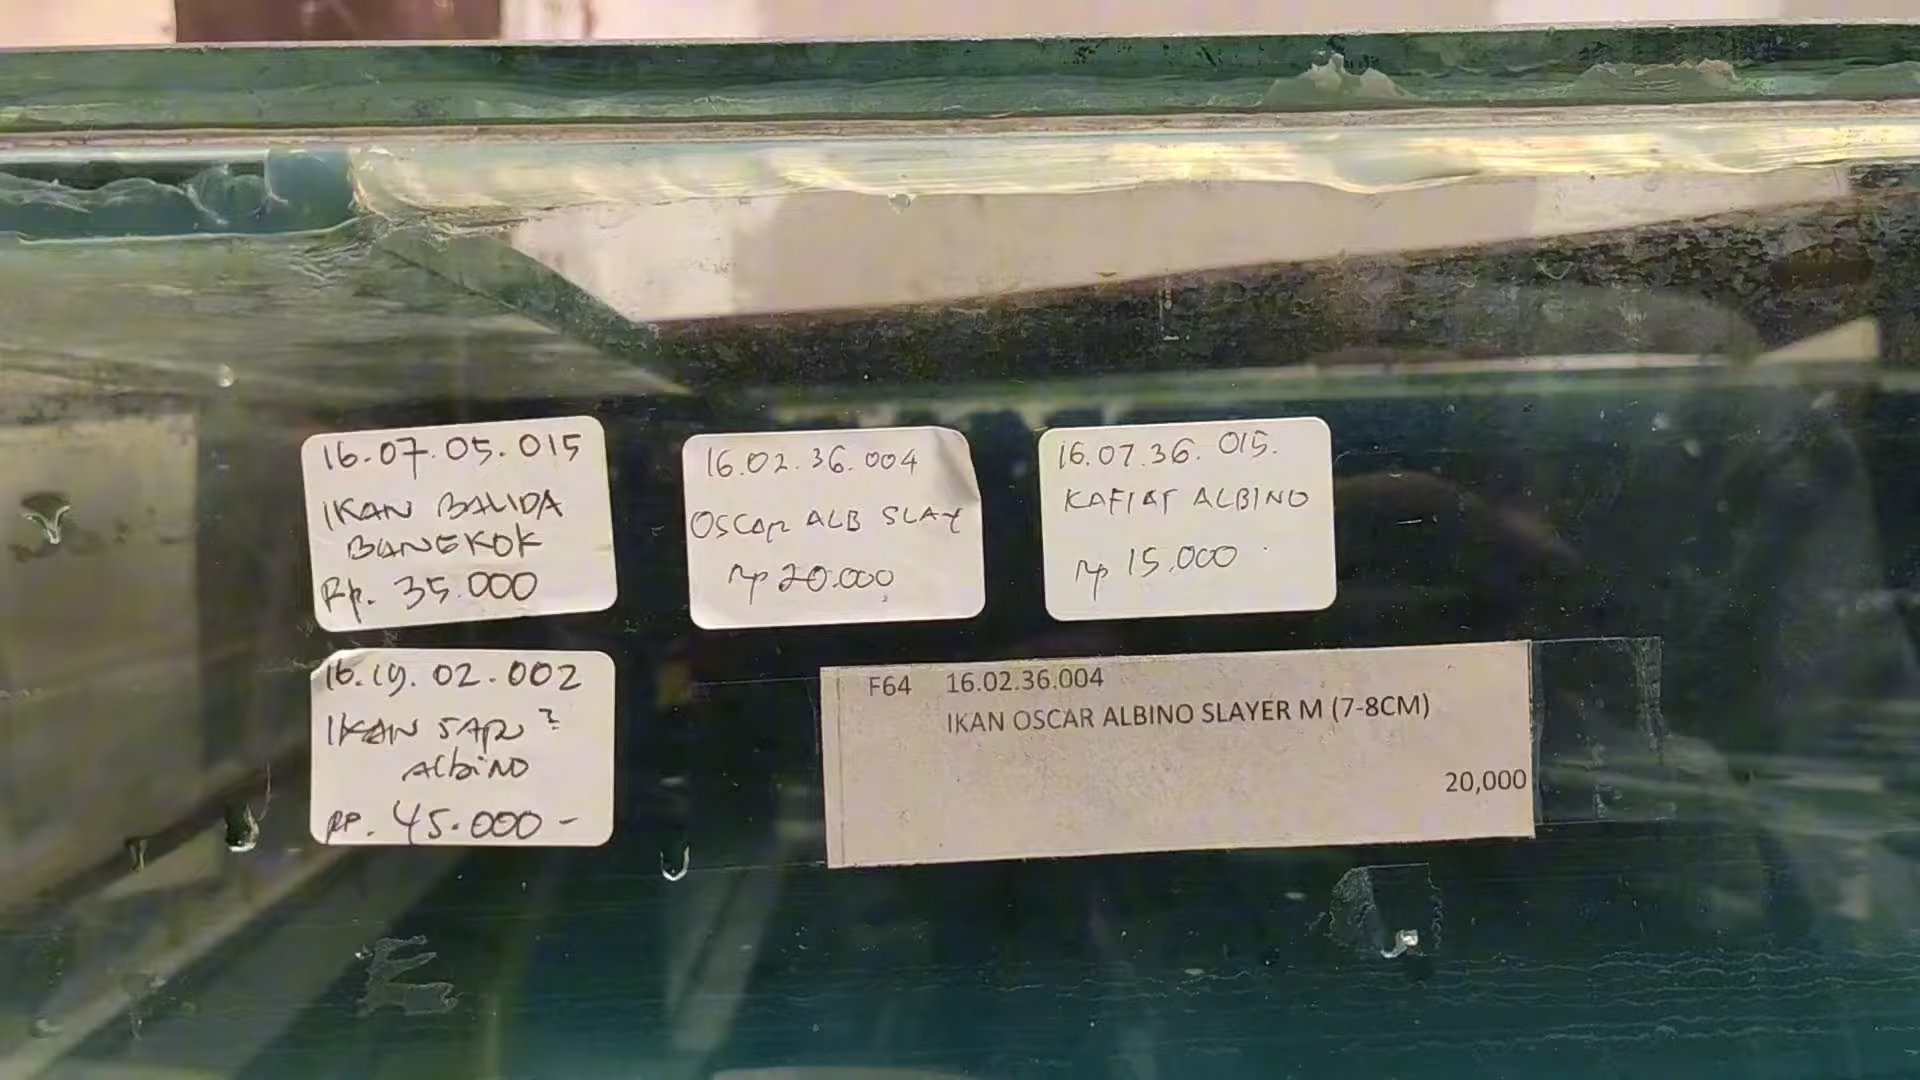 16.07.05.015
IKAN BALIDA
BANGKOK
Rp. 35.000
16.02.36.004
OSCAR ALB SLAY
Rp 20.000
16.07.36.015.
KAFIAT ALBINO
Rp 15.000
16.19.02.002
IKAN SAPU ²
Albino
RP. 45.000 -
F64 16.02.36.004
IKAN OSCAR ALBINO SLAYER M (7-8CM)
20,000